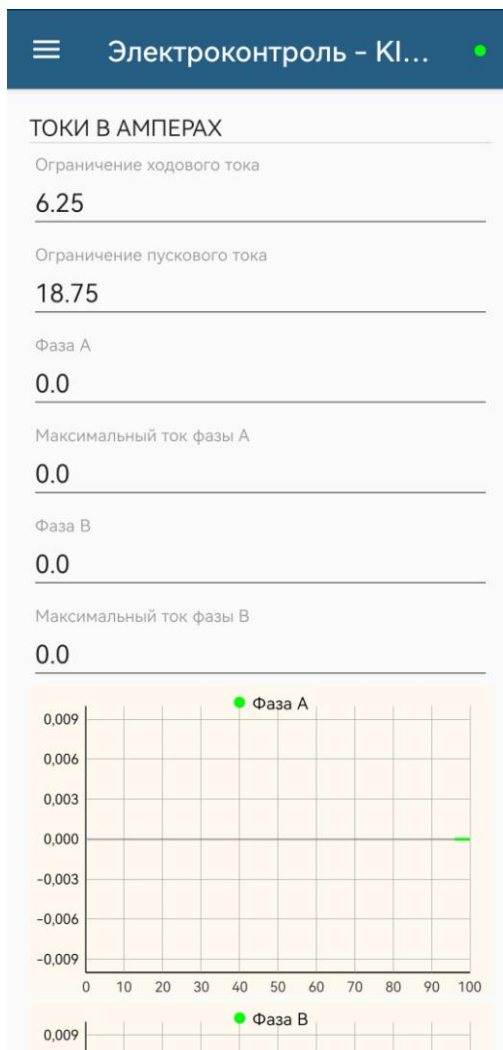 Электроконтроль - Kl...
ТОКИ В АМПЕРАХ
Ограничение ходового тока
6.25
Ограничение пускового тока
18.75
Фаза А
0.0
Максимальный ток фазы А
0.0
Фаза В
0.0
Максимальный ток фазы В
0.0
Фаза А
0,009
0,006
0,003
0,000
-0,003
-0,006
-0,009
0 10 20 30 40 50 60 70 80 90 100
Фаза В
0,009